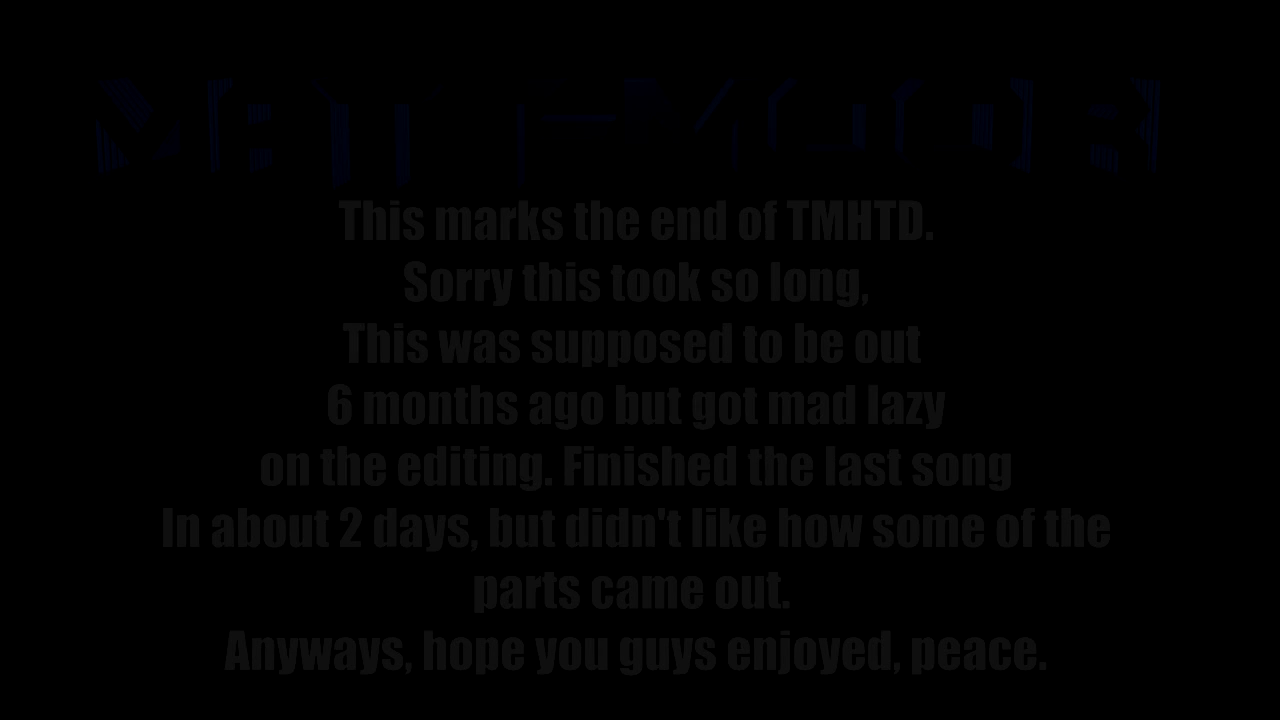 This marks the end of TMHTD.
Sorry this took so long,
This was supposed to be out
6 months ago but got mad lazy
on the editing. Finished the last song
In about 2 days, but didn't like how some of the
parts came out.
Anyways, hope you guys enjoyed, peace.